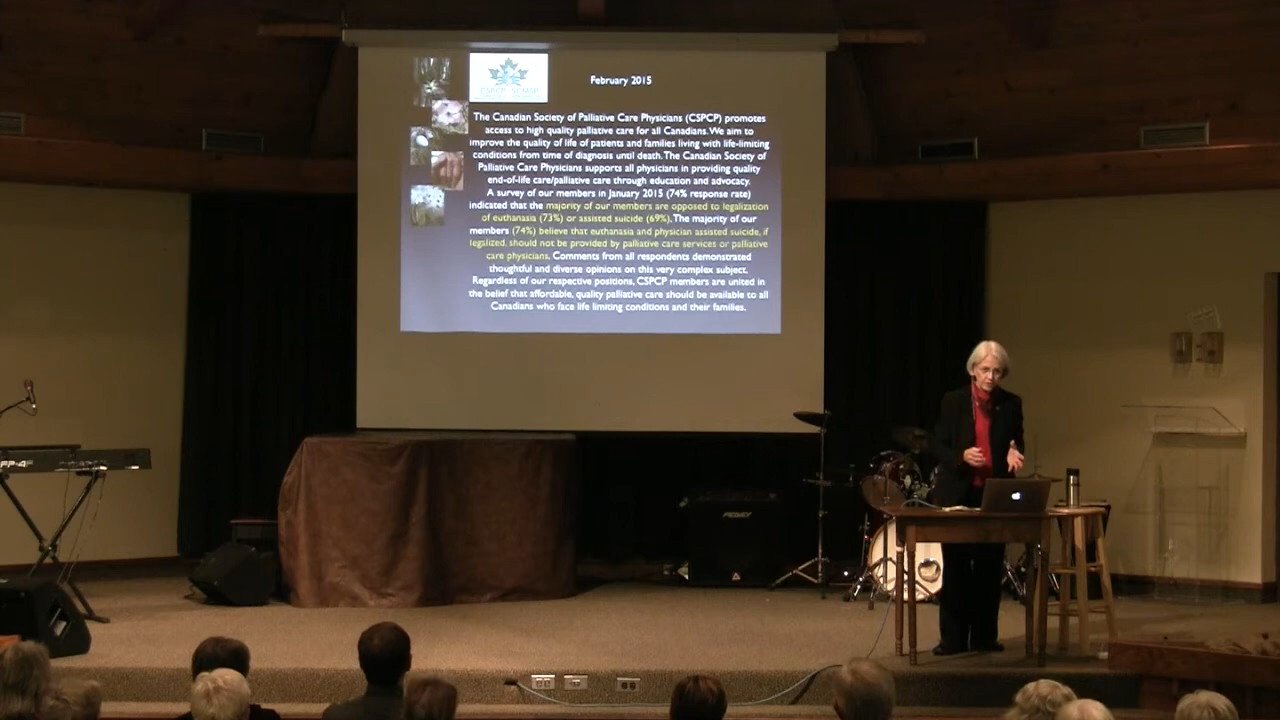 CSPCP SCMSP
February 2015
The Canadian Society of Palliative Care Physicians (CSPCP) promotes
access to high quality palliative care for all Canadians. We aim to
improve the quality of life of patients and families living with life-limiting
conditions from time of diagnosis until death. The Canadian Society of
Palliative Care Physicians supports all physicians in providing quality
end-of-life care/palliative care through education and advocacy.
A survey of our members in January 2015 (74% response rate)
indicated that the majority of our members are opposed to legalization
of euthanasia (73%) or assisted suicide (69%). The majority of our
members (74%) believe that euthanasia and physician assisted suicide, if
legalized, should not be provided by palliative care services or palliative
care physicians. Comments from all respondents demonstrated
thoughtful and diverse opinions on this very complex subject.
Regardless of our respective positions, CSPCP members are united in
the belief that affordable, quality palliative care should be available to all
Canadians who face life limiting conditions and their families.
FP-4
PEAVEY